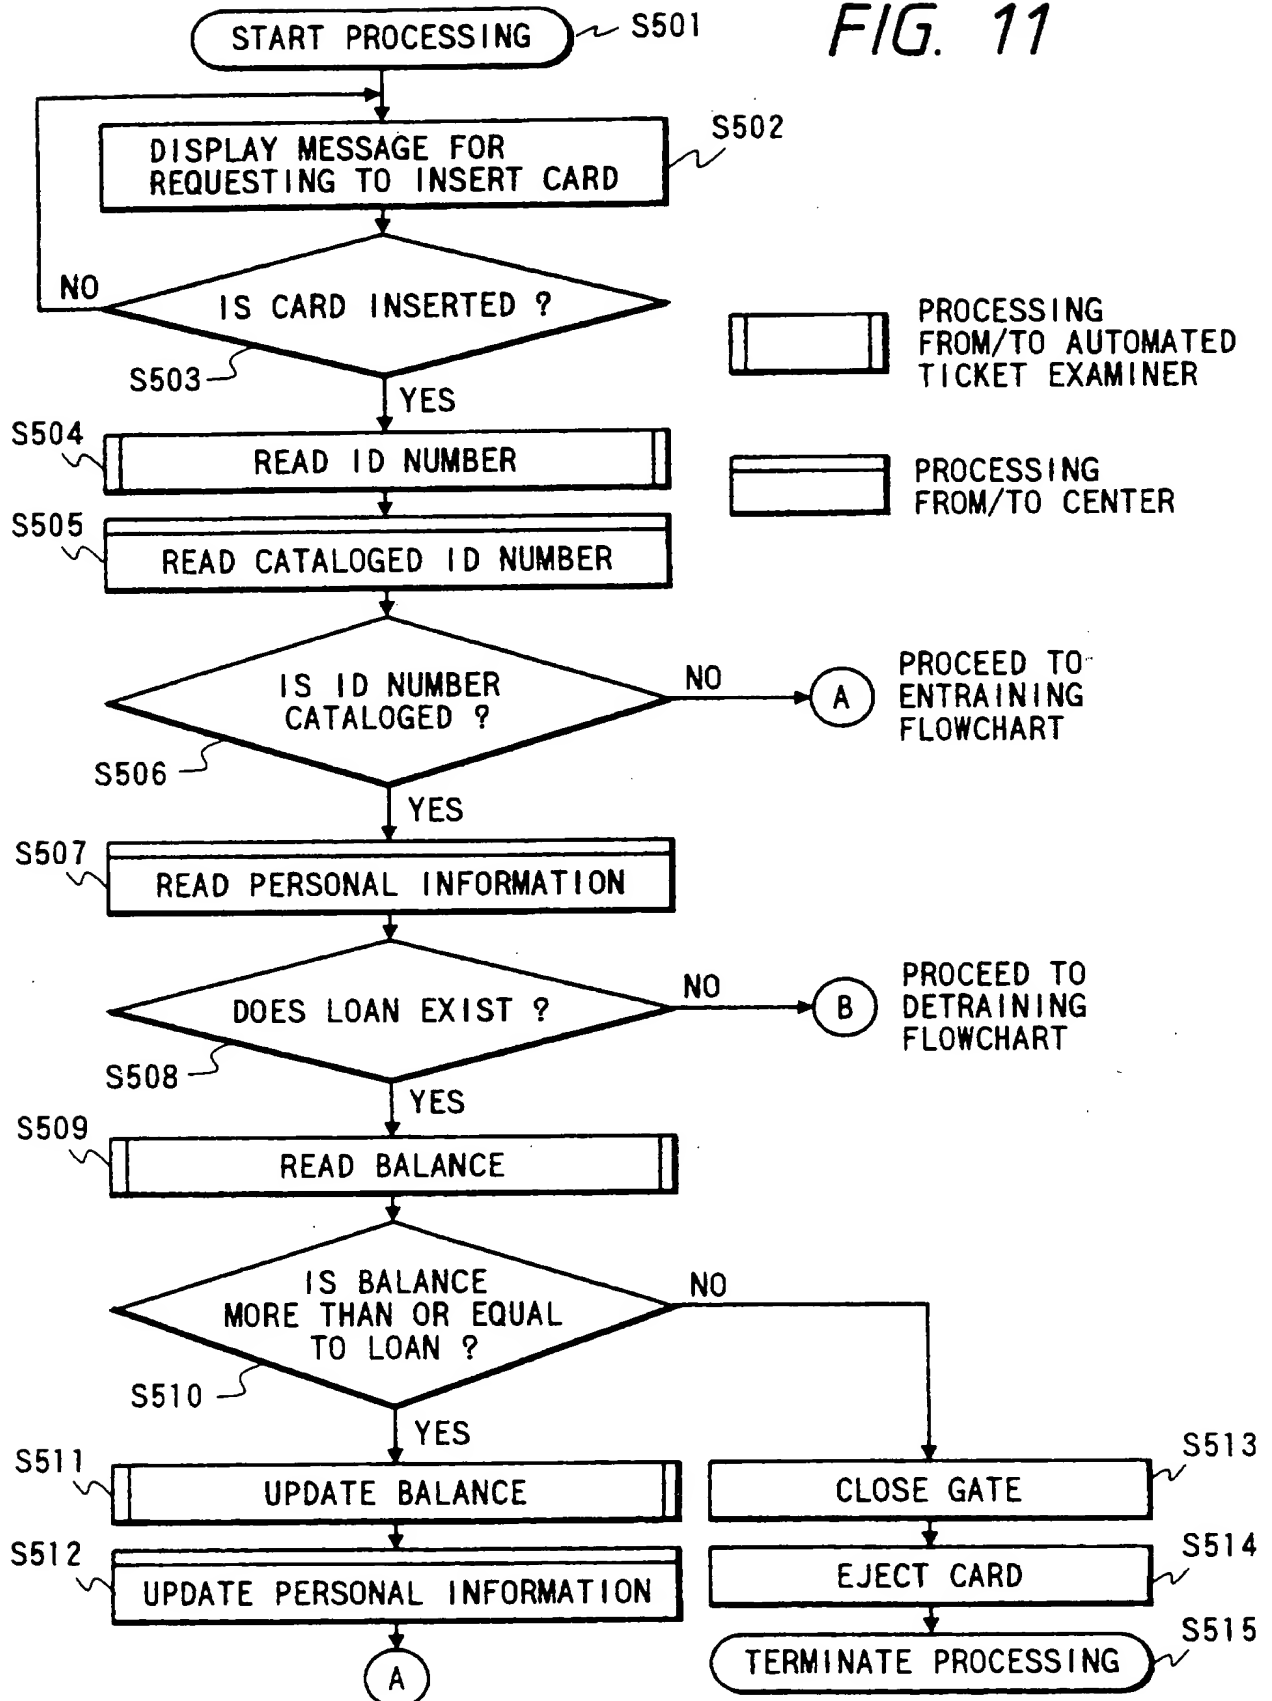 FIG. 11
START PROCESSING
S501
DISPLAY MESSAGE FOR
REQUESTING TO INSERT CARD
S502
NO
IS CARD INSERTED ?
S503
YES
PROCESSING
FROM/TO AUTOMATED
TICKET EXAMINER
S504
READ ID NUMBER
PROCESSING
FROM/TO CENTER
S505
READ CATALOGED ID NUMBER
IS ID NUMBER
CATALOGED ?
NO
A
PROCEED TO
ENTRAINING
FLOWCHART
S506
YES
S507
READ PERSONAL INFORMATION
DOES LOAN EXIST ?
NO
B
PROCEED TO
DETRAINING
FLOWCHART
S508
YES
S509
READ BALANCE
IS BALANCE
MORE THAN OR EQUAL
TO LOAN ?
NO
S510
YES
S511
UPDATE BALANCE
CLOSE GATE
S513
S512
UPDATE PERSONAL INFORMATION
EJECT CARD
S514
A
TERMINATE PROCESSING
S515